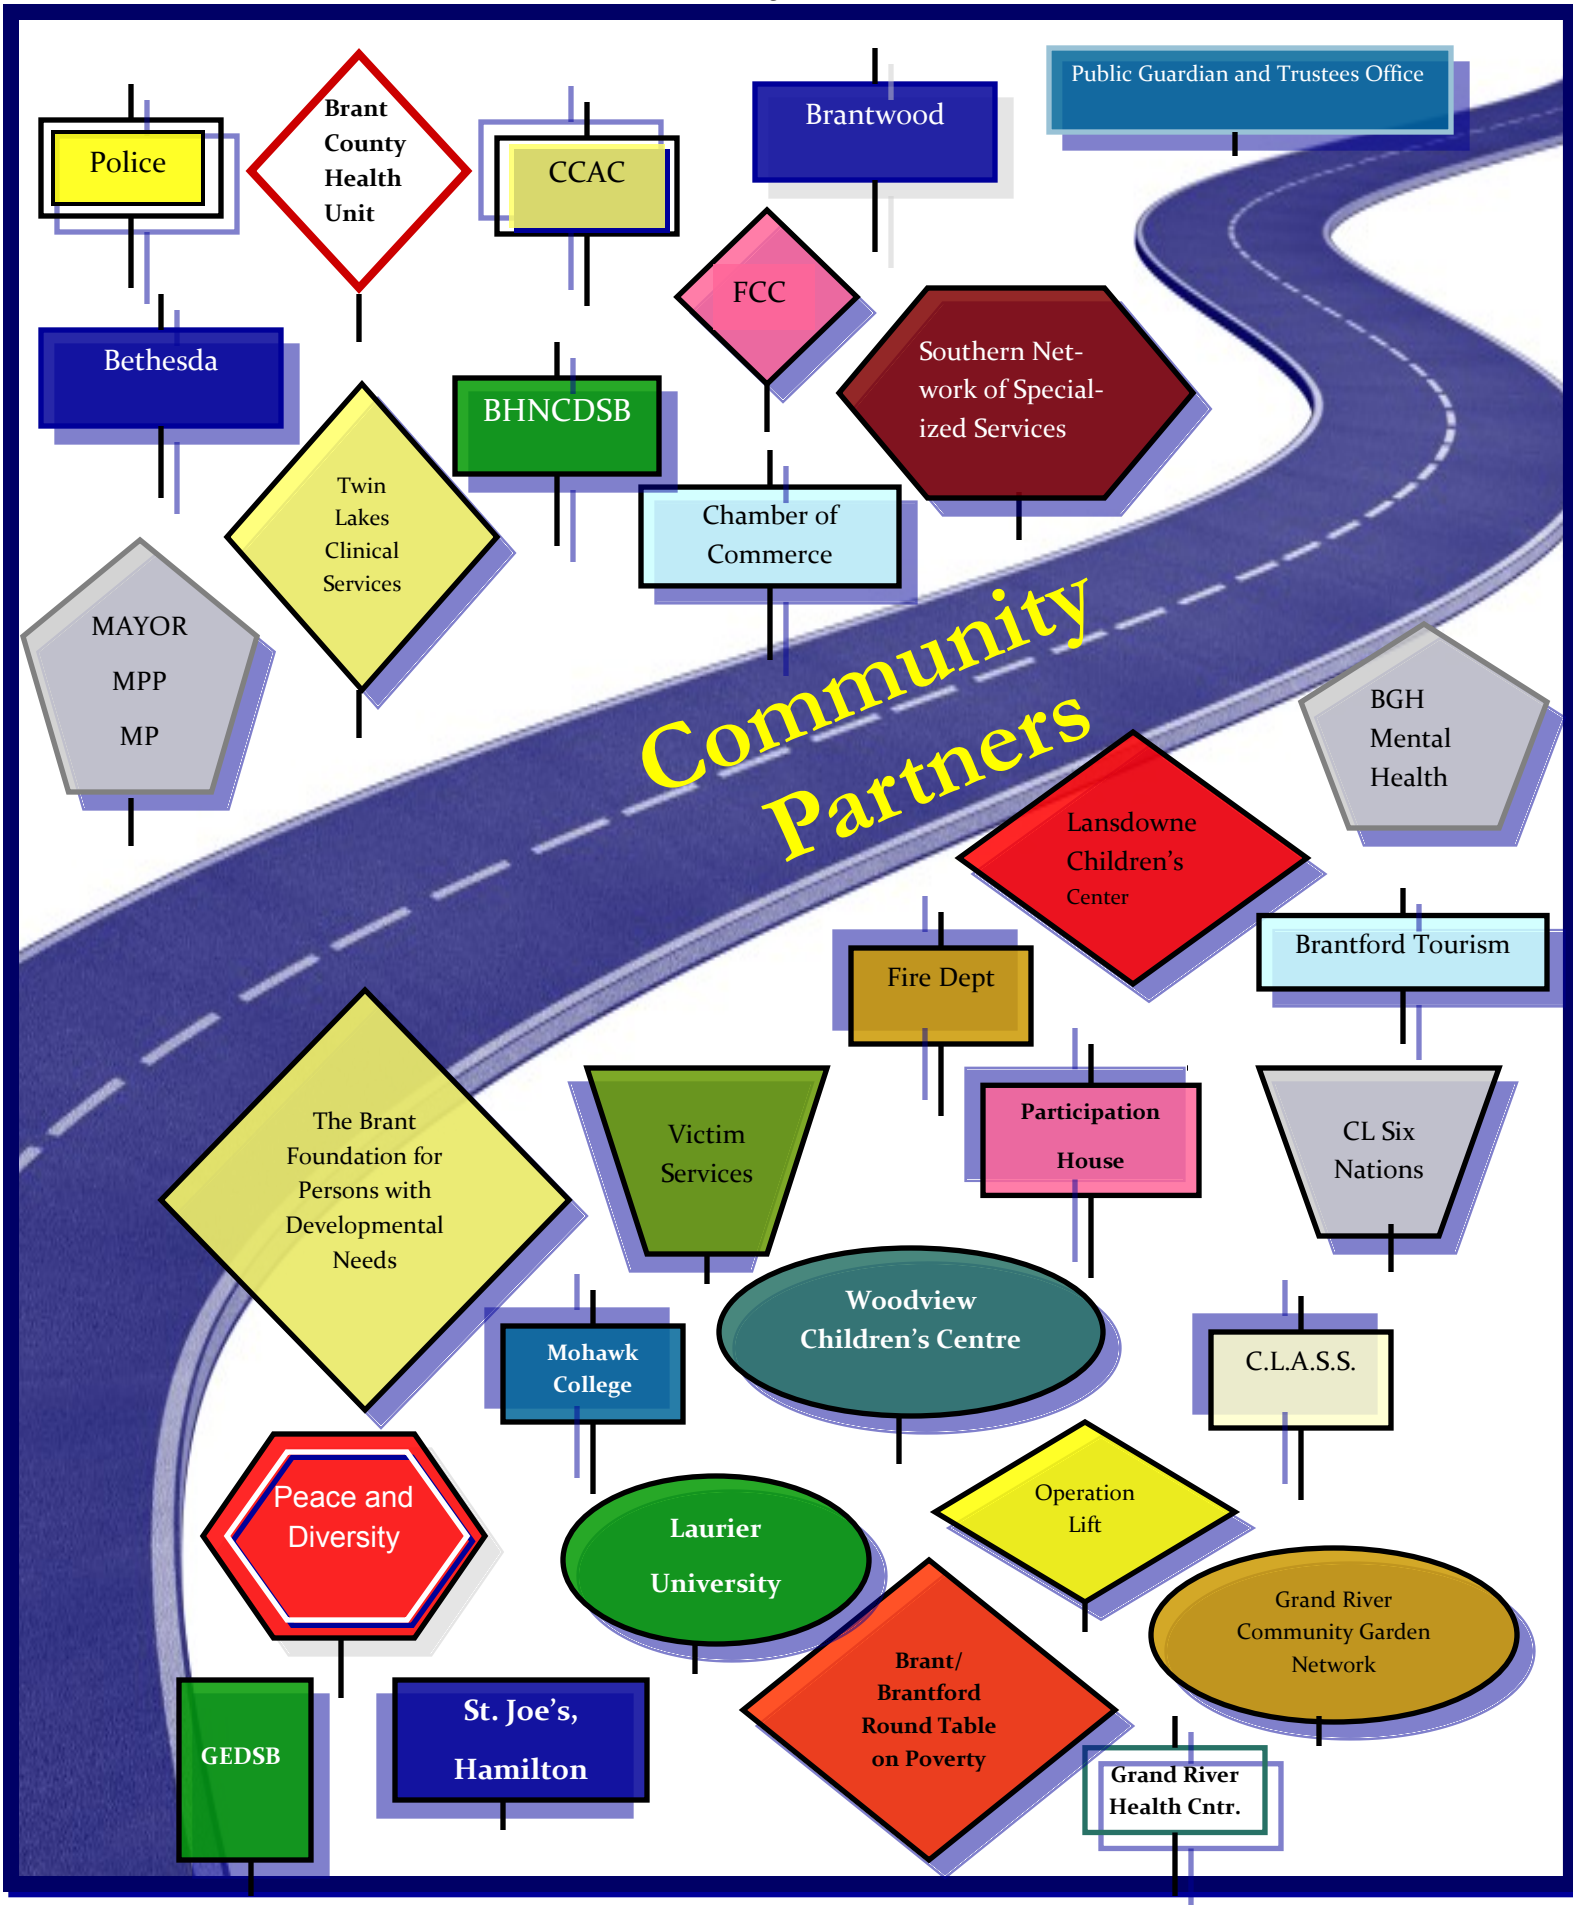 Public Guardian and Trustees Office
Brantwood
Brant
County
Health
Unit
Police
CCAC
FCC
Bethesda
BHNCDSB
Southern Net-
work of Special-
ized Services
Twin
Lakes
Clinical
Services
Chamber of
Commerce
MAYOR
MPP
MP
Community
Partners
BGH
Mental
Health
Lansdowne
Children's
Center
Brantford Tourism
Fire Dept
The Brant
Foundation for
Persons with
Developmental
Needs
Victim
Services
Participation
House
CL Six
Nations
Woodview
Children's Centre
Mohawk
College
C.L.A.S.S.
Peace and
Diversity
Laurier
University
Operation
Lift
Grand River
Community Garden
Network
Brant/
Brantford
Round Table
on Poverty
GEDSB
St. Joe's,
Hamilton
Grand River
Health Cntr.